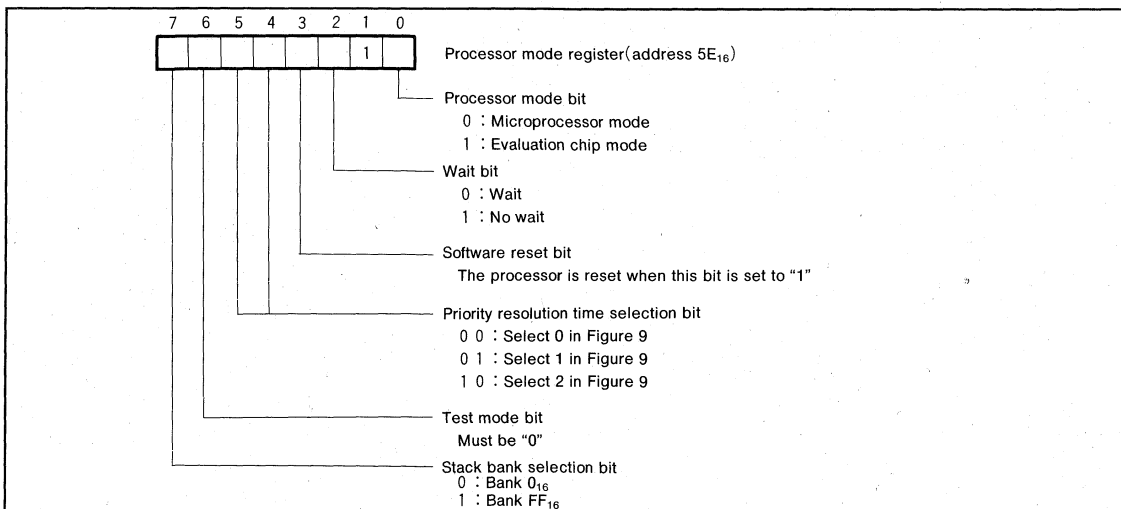 7 6 5 4 3 2 1 0
1
Processor mode register(address 5E₁₆)
Processor mode bit
0 : Microprocessor mode
1 : Evaluation chip mode
Wait bit
0 : Wait
1 : No wait
Software reset bit
The processor is reset when this bit is set to “1”
Priority resolution time selection bit
0 0 : Select 0 in Figure 9
0 1 : Select 1 in Figure 9
1 0 : Select 2 in Figure 9
Test mode bit
Must be “0”
Stack bank selection bit
0 : Bank 0₁₆
1 : Bank FF₁₆